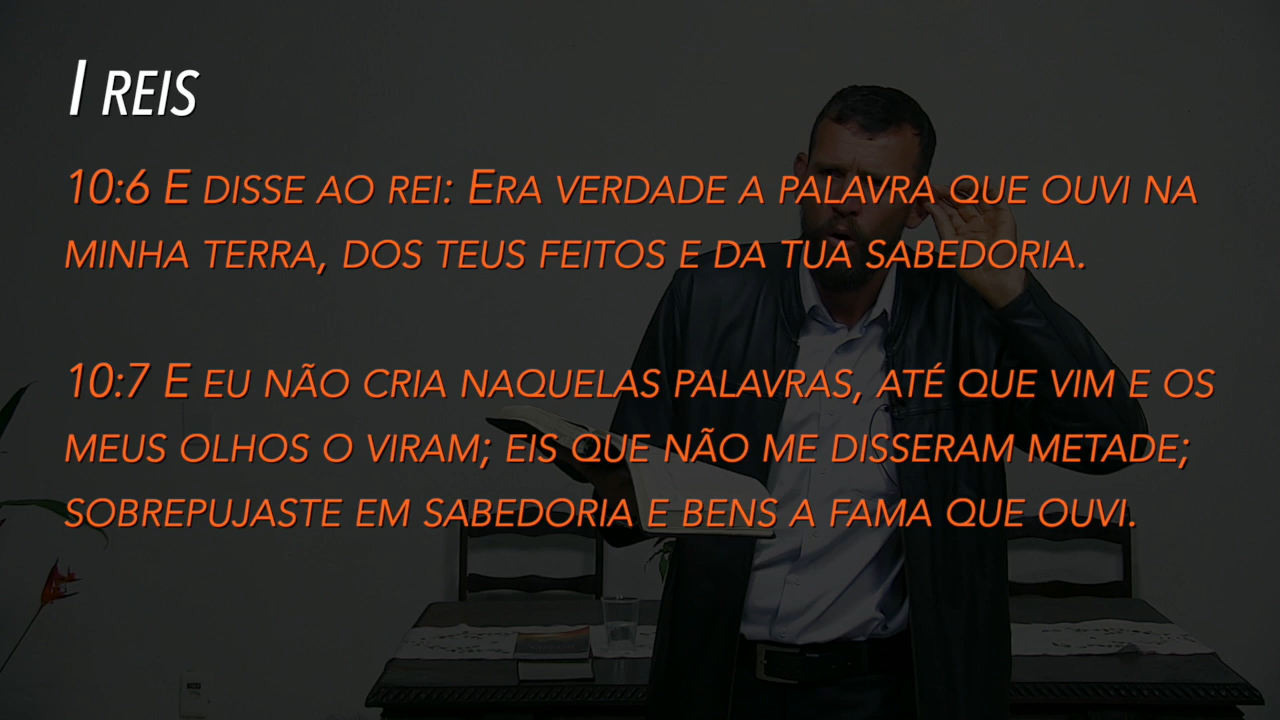 I REIS
10:6 E DISSE AO REI: ERA VERDADE A PALAVRA QUE OUVI NA
MINHA TERRA, DOS TEUS FEITOS E DA TUA SABEDORIA.
10:7 E EU NÃO CRIA NAQUELAS PALAVRAS, ATÉ QUE VIM E OS
MEUS OLHOS O VIRAM; EIS QUE NÃO ME DISSERAM METADE;
SOBREPUJASTE EM SABEDORIA E BENS A FAMA QUE OUVI.